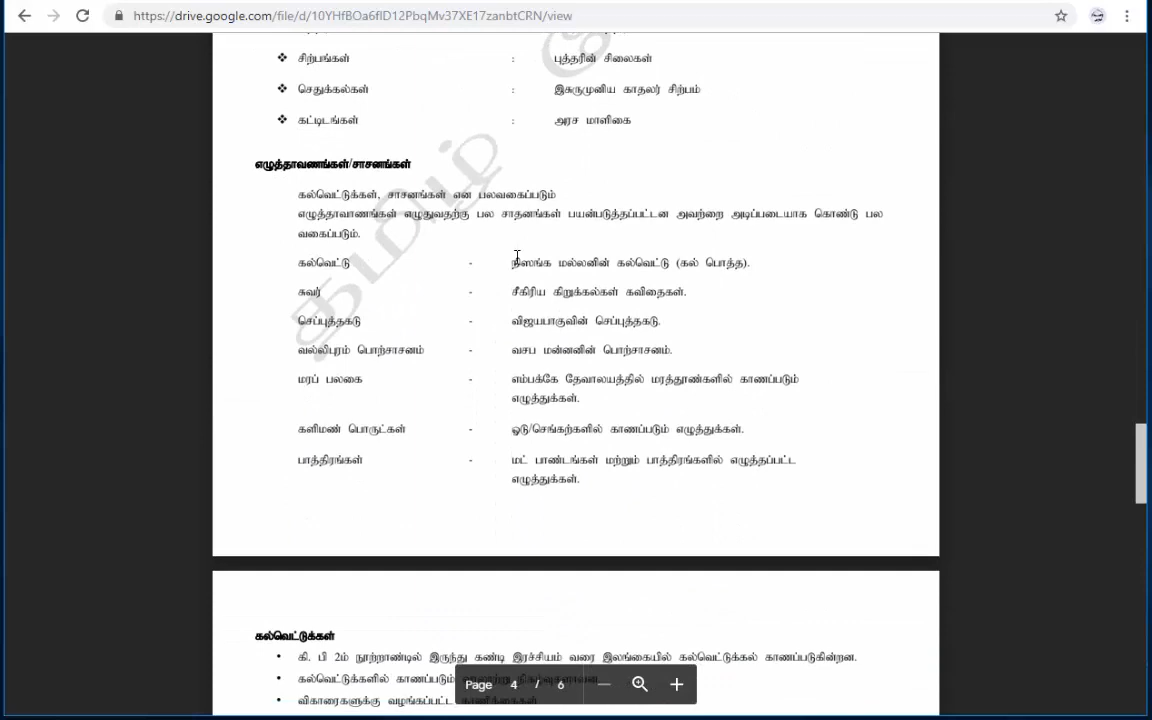 https://drive.google.com/file/d/10YHfBOa6flD12PbqMv37XE17zanbtCRN/view
❖ சிற்பங்கள் : புத்தரின் சிலைகள்
❖ செதுக்கல்கள் : இசுருமுனிய காதலர் சிற்பம்
❖ கட்டிடங்கள் : அரச மாளிகை
தமிழ்
எழுத்தாவணங்கள்/சாசனங்கள்
கல்வெட்டுக்கள், சாசனங்கள் என பலவகைப்படும்
எழுத்தாவாணங்கள் எழுதுவதற்கு பல சாதனங்கள் பயன்படுத்தப்பட்டன அவற்றை அடிப்படையாக கொண்டு பல
வகைப்படும்.
கல்வெட்டு - நிஸங்க மல்லனின் கல்வெட்டு (கல் பொத்த).
சுவர் - சீகிரிய கிறுக்கல்கள் கவிதைகள்.
செப்புத்தகடு - விஜயபாகுவின் செப்புத்தகடு.
வல்லிபுரம் பொற்சாசனம் - வசப மன்னனின் பொற்சாசனம்.
மரப் பலகை - எம்பக்கே தேவாலயத்தில் மரத்தூண்களில் காணப்படும்
எழுத்துக்கள்.
களிமண் பொருட்கள் - ஓடு/செங்கற்களில் காணப்படும் எழுத்துக்கள்.
பாத்திரங்கள் - மட் பாண்டங்கள் மற்றும் பாத்திரங்களில் எழுத்தப்பட்ட
எழுத்துக்கள்.
கல்வெட்டுக்கள்
• கி. பி 2ம் நூற்றாண்டில் இருந்து கண்டி இரச்சியம் வரை இலங்கையில் கல்வெட்டுக்கல் காணப்படுகின்றன.
• கல்வெட்டுக்களில் காணப்படும்
• விகாரைகளுக்கு வழங்கப்பட்ட
Page 4 / 6